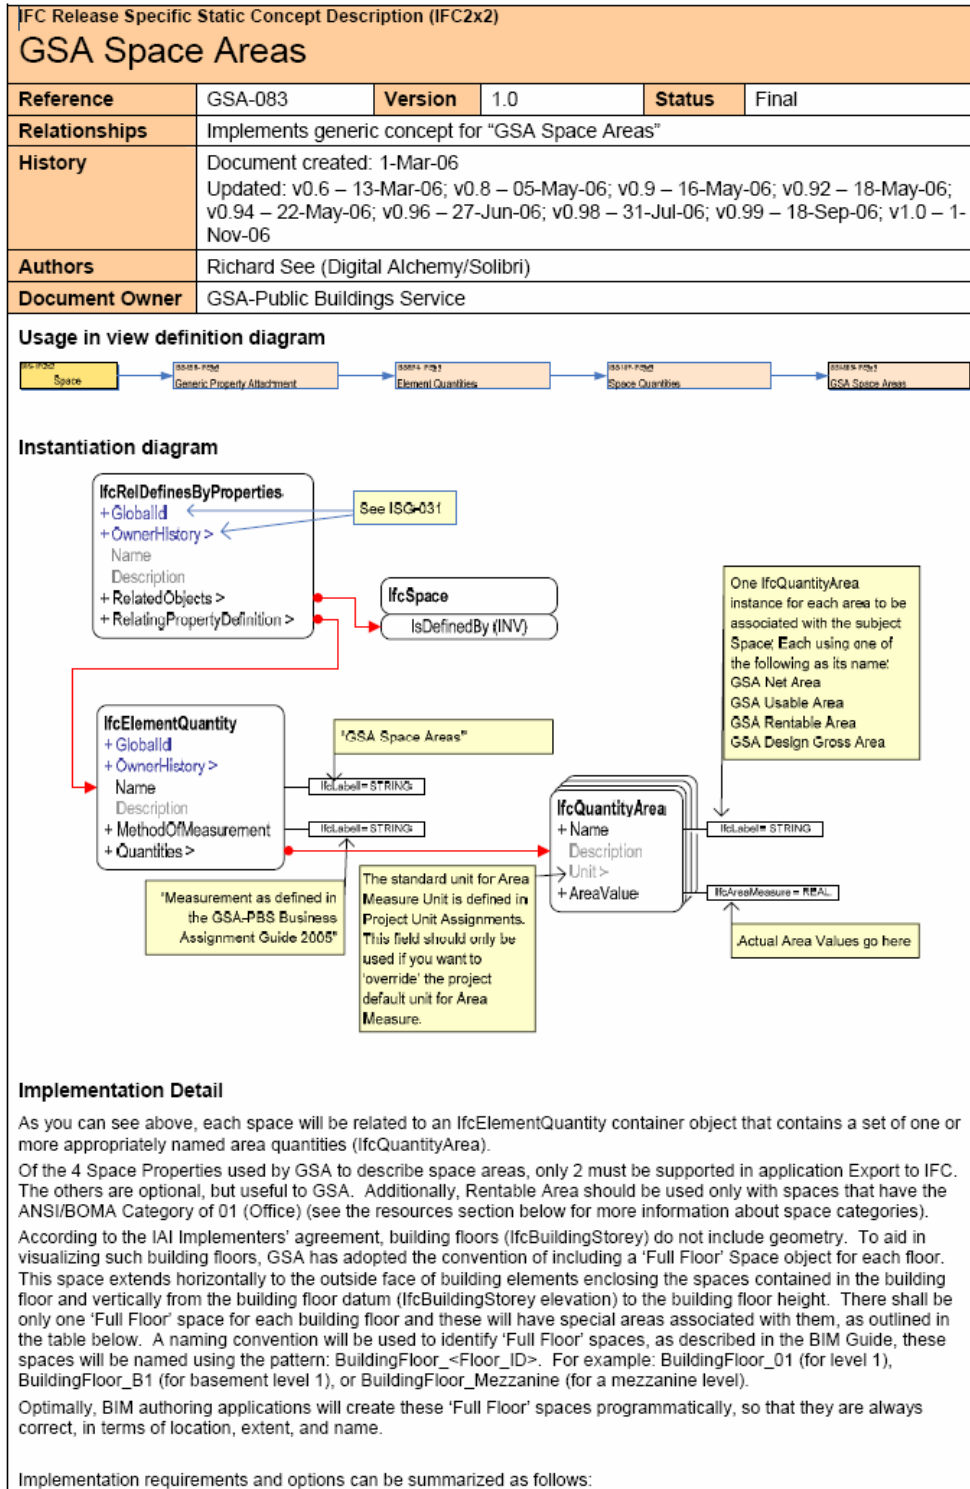 IFC Release Specific Static Concept Description (IFC2x2)
GSA Space Areas
Reference GSA-083 Version 1.0 Status Final
Relationships Implements generic concept for “GSA Space Areas”
History Document created: 1-Mar-06
Updated: v0.6 – 13-Mar-06; v0.8 – 05-May-06; v0.9 – 16-May-06; v0.92 – 18-May-06;
v0.94 – 22-May-06; v0.96 – 27-Jun-06; v0.98 – 31-Jul-06; v0.99 – 18-Sep-06; v1.0 – 1-
Nov-06
Authors Richard See (Digital Alchemy/Solibri)
Document Owner GSA-Public Buildings Service
Usage in view definition diagram
Space
Generic Property Attachment
Element Quantities
Space Quantities
GSA Space Areas
Instantiation diagram
IfcRelDefinesByProperties
+ GlobalId
+ OwnerHistory >
Name
Description
+ RelatedObjects >
+ RelatingPropertyDefinition >
See ISG-031
IfcSpace
IsDefinedBy (INV)
One IfcQuantityArea
instance for each area to be
associated with the subject
Space; Each using one of
the following as its name:
GSA Net Area
GSA Usable Area
GSA Rentable Area
GSA Design Gross Area
IfcElementQuantity
+ GlobalId
+ OwnerHistory >
Name
Description
+ MethodOfMeasurement
+ Quantities >
"GSA Space Areas"
IfcLabel = STRING
IfcLabel = STRING
"Measurement as defined in
the GSA-PBS Business
Assignment Guide 2005"
The standard unit for Area
Measure Unit is defined in
Project Unit Assignments.
This field should only be
used if you want to
'override' the project
default unit for Area
Measure.
IfcQuantityArea
+ Name
Description
Unit >
+ AreaValue
IfcLabel = STRING
IfcAreaMeasure = REAL
Actual Area Values go here
Implementation Detail
As you can see above, each space will be related to an IfcElementQuantity container object that contains a set of one or
more appropriately named area quantities (IfcQuantityArea).
Of the 4 Space Properties used by GSA to describe space areas, only 2 must be supported in application Export to IFC.
The others are optional, but useful to GSA. Additionally, Rentable Area should be used only with spaces that have the
ANSI/BOMA Category of 01 (Office) (see the resources section below for more information about space categories).
According to the IAI Implementers’ agreement, building floors (IfcBuildingStorey) do not include geometry. To aid in
visualizing such building floors, GSA has adopted the convention of including a ‘Full Floor’ Space object for each floor.
This space extends horizontally to the outside face of building elements enclosing the spaces contained in the building
floor and vertically from the building floor datum (IfcBuildingStorey elevation) to the building floor height. There shall be
only one ‘Full Floor’ space for each building floor and these will have special areas associated with them, as outlined in
the table below. A naming convention will be used to identify ‘Full Floor’ spaces, as described in the BIM Guide, these
spaces will be named using the pattern: BuildingFloor_<Floor_ID>. For example: BuildingFloor_01 (for level 1),
BuildingFloor_B1 (for basement level 1), or BuildingFloor_Mezzanine (for a mezzanine level).
Optimally, BIM authoring applications will create these ‘Full Floor’ spaces programmatically, so that they are always
correct, in terms of location, extent, and name.
Implementation requirements and options can be summarized as follows: